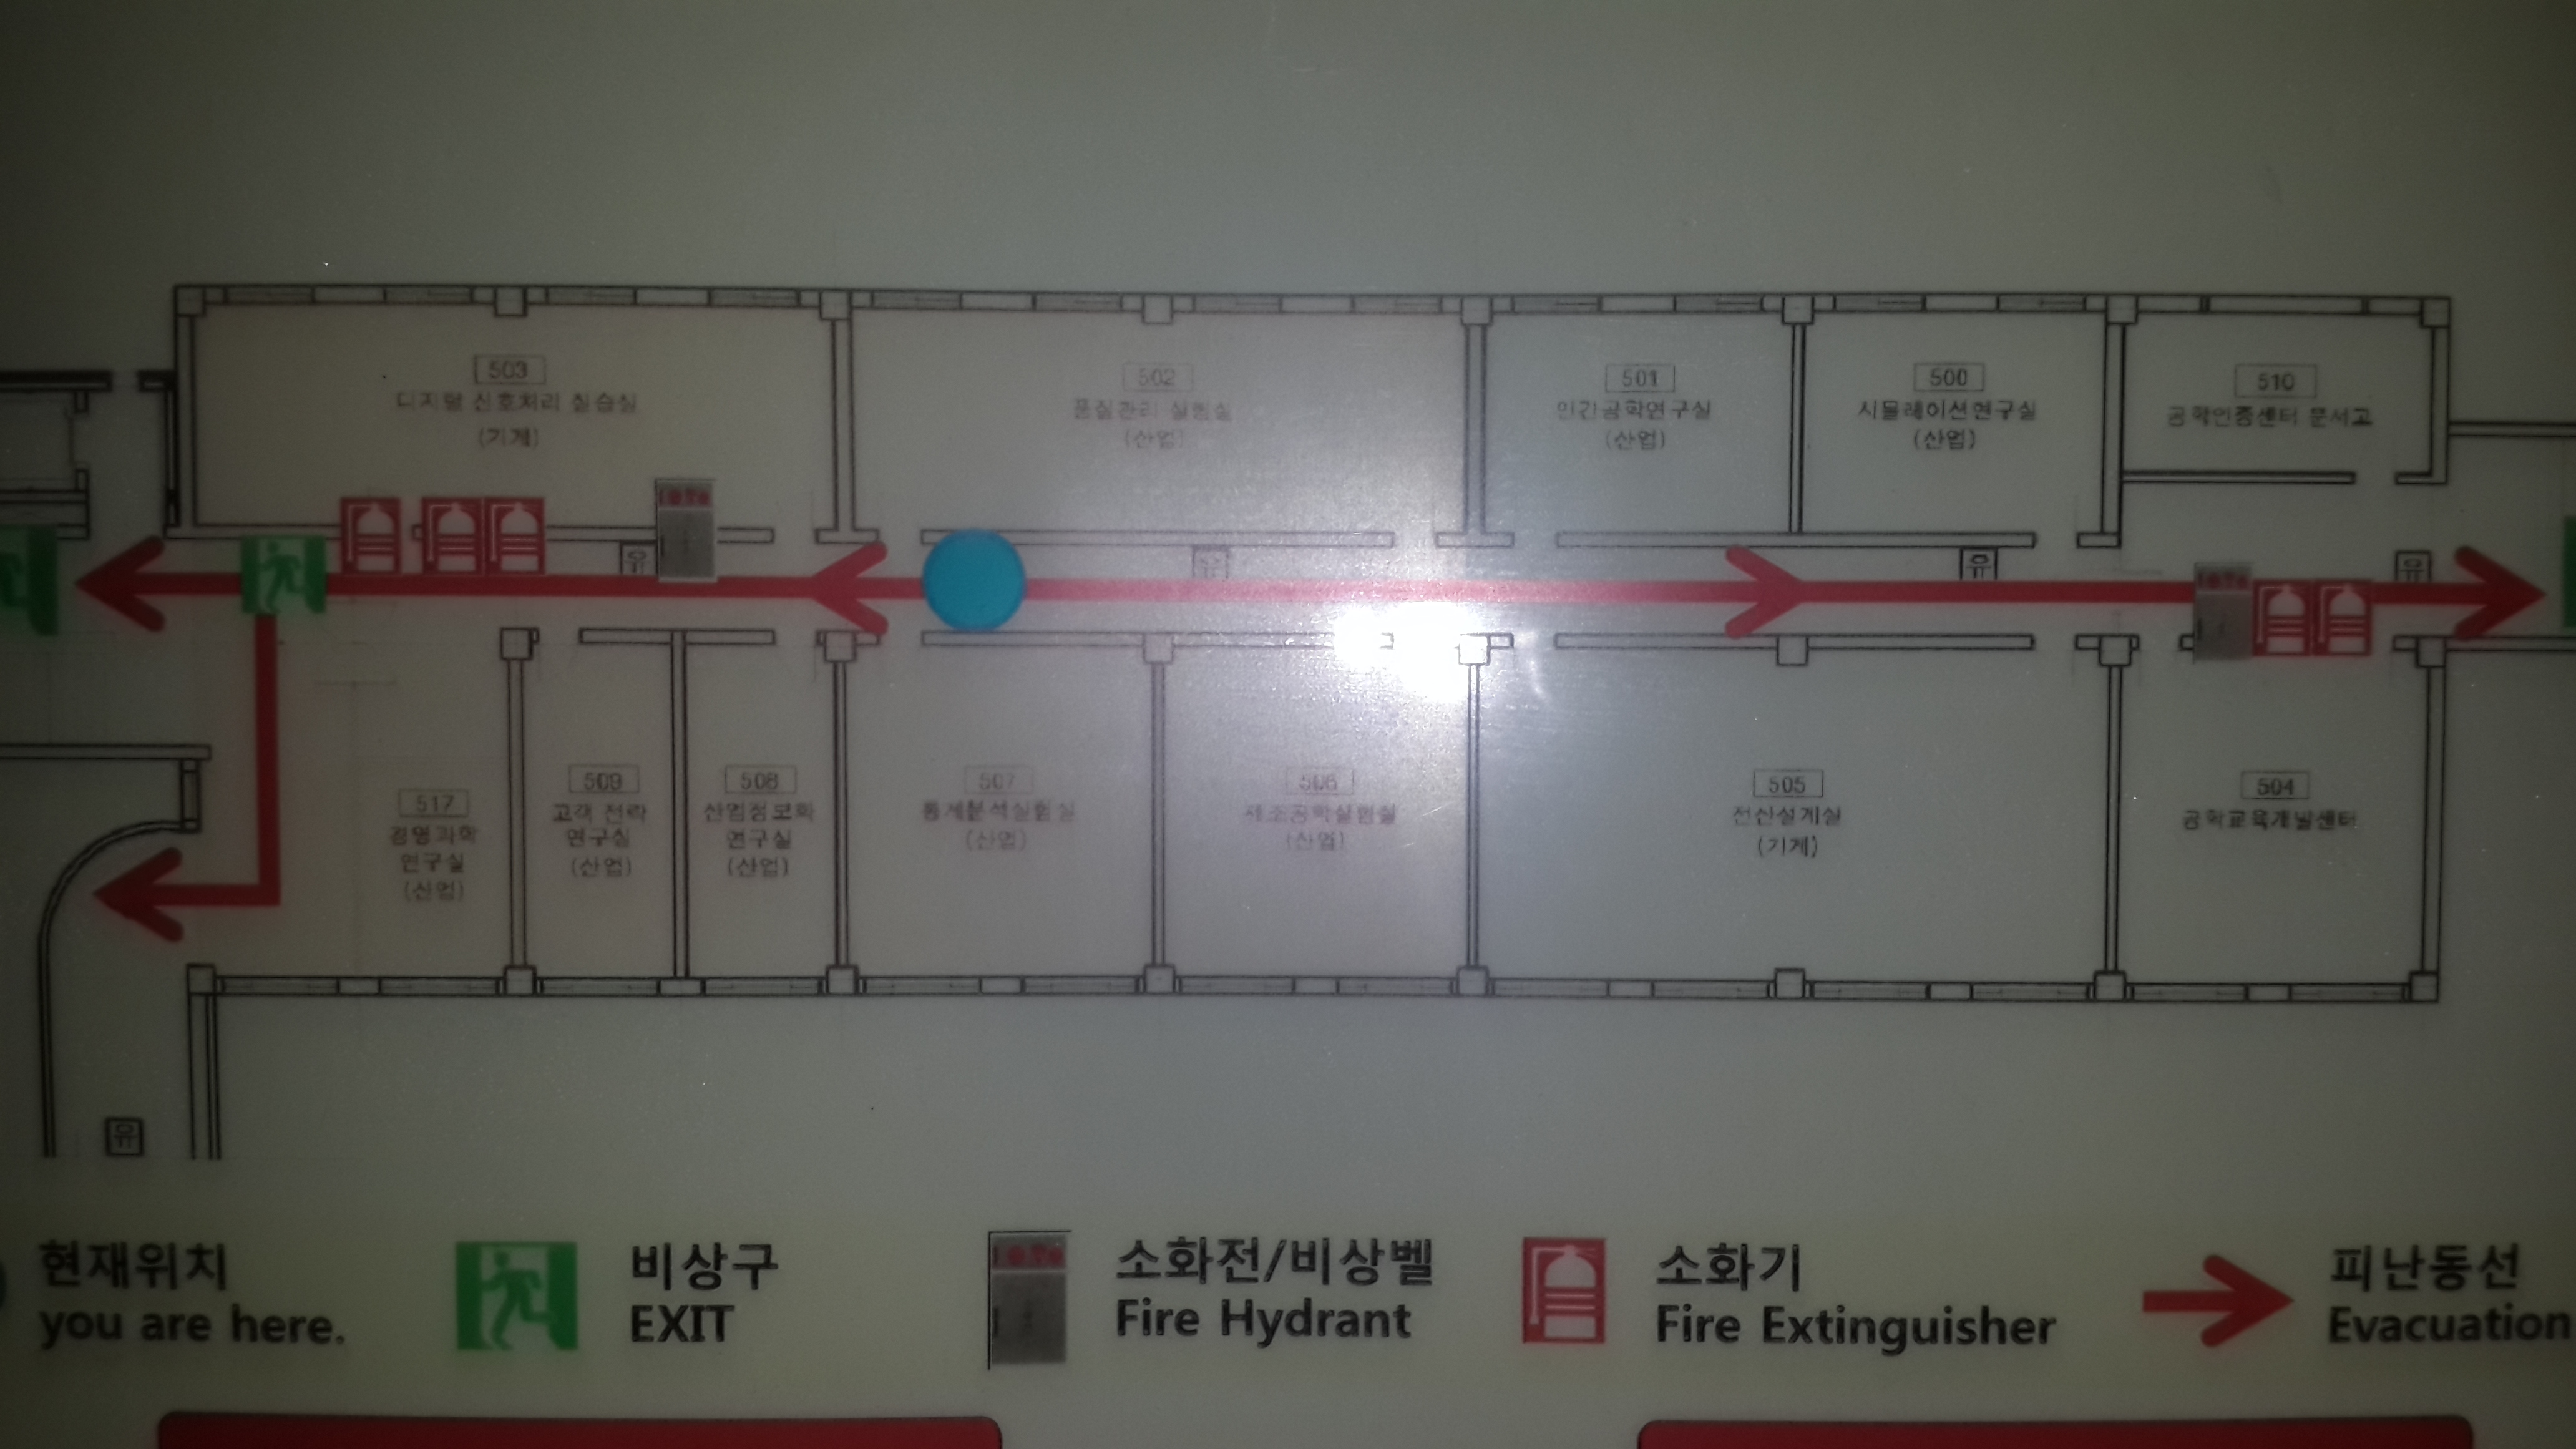 503
디지털 신호처리 실습실
(기계)
502
품질관리 실험실
(산업)
501
인간공학연구실
(산업)
500
시뮬레이션연구실
(산업)
510
공학인증센터 문서고
유
유
유
유
517
경영과학
연구실
(산업)
509
고객 전략
연구실
(산업)
508
산업정보화
연구실
(산업)
507
통계분석실험실
(산업)
506
제조공학실험실
(산업)
505
전산설계실
(기계)
504
공학교육개발센터
유
현재위치
you are here.
비상구
EXIT
소화전/비상벨
Fire Hydrant
소화기
Fire Extinguisher
피난동선
Evacuation